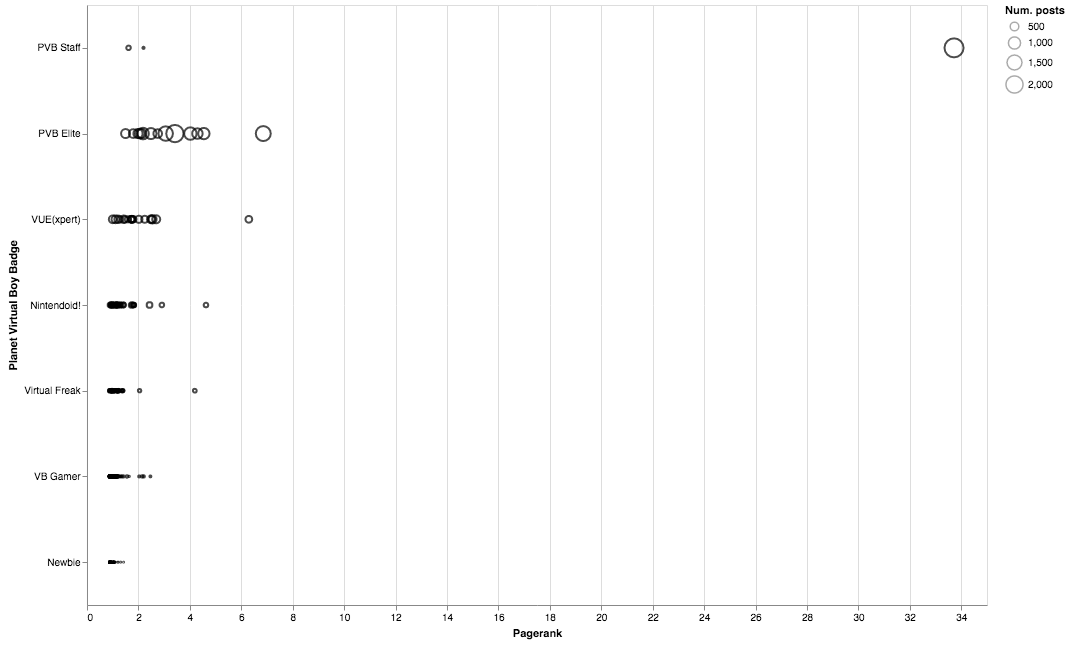 Num. posts
500
1,000
1,500
2,000
PVB Staff
PVB Elite
VUE(xpert)
Nintendoid!
Virtual Freak
VB Gamer
Newbie
Planet Virtual Boy Badge
0 2 4 6 8 10 12 14 16 18 20 22 24 26 28 30 32 34
Pagerank